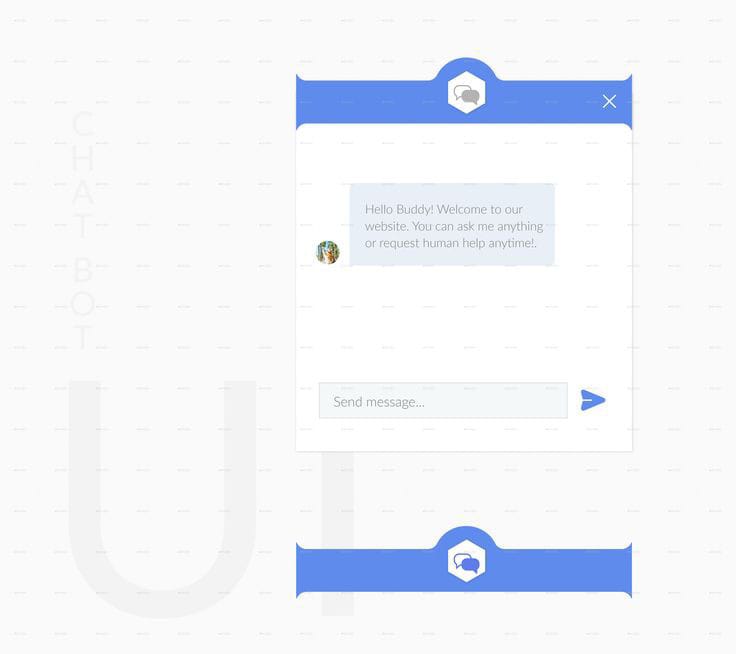 CHAT BOT
UI
Hello Buddy! Welcome to our
website. You can ask me anything
or request human help anytime!.
Send message...